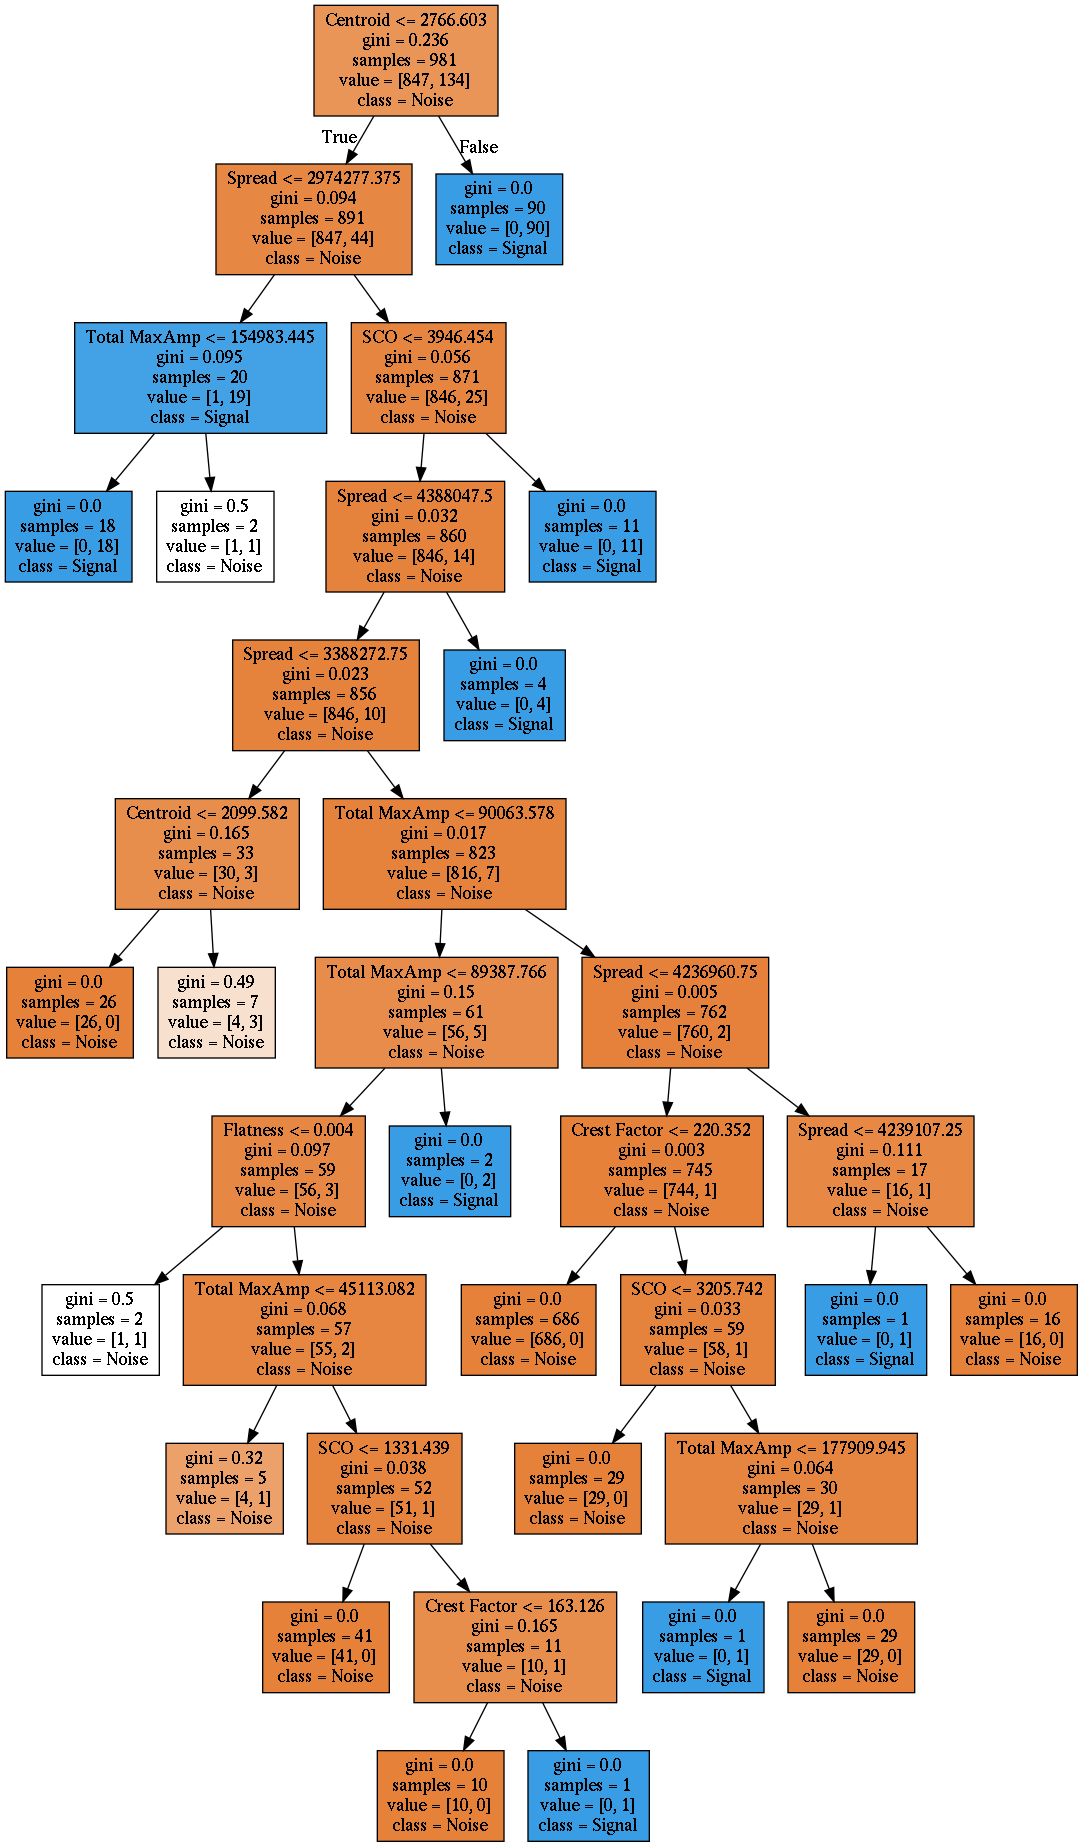 Centroid <= 2766.603
gini = 0.236
samples = 981
value = [847, 134]
class = Noise
True
False
Spread <= 2974277.375
gini = 0.094
samples = 891
value = [847, 44]
class = Noise
gini = 0.0
samples = 90
value = [0, 90]
class = Signal
Total MaxAmp <= 154983.445
gini = 0.095
samples = 20
value = [1, 19]
class = Signal
SCO <= 3946.454
gini = 0.056
samples = 871
value = [846, 25]
class = Noise
gini = 0.0
samples = 18
value = [0, 18]
class = Signal
gini = 0.5
samples = 2
value = [1, 1]
class = Noise
Spread <= 4388047.5
gini = 0.032
samples = 860
value = [846, 14]
class = Noise
gini = 0.0
samples = 11
value = [0, 11]
class = Signal
Spread <= 3388272.75
gini = 0.023
samples = 856
value = [846, 10]
class = Noise
gini = 0.0
samples = 4
value = [0, 4]
class = Signal
Centroid <= 2099.582
gini = 0.165
samples = 33
value = [30, 3]
class = Noise
Total MaxAmp <= 90063.578
gini = 0.017
samples = 823
value = [816, 7]
class = Noise
gini = 0.0
samples = 26
value = [26, 0]
class = Noise
gini = 0.49
samples = 7
value = [4, 3]
class = Noise
Total MaxAmp <= 89387.766
gini = 0.15
samples = 61
value = [56, 5]
class = Noise
Spread <= 4236960.75
gini = 0.005
samples = 762
value = [760, 2]
class = Noise
Flatness <= 0.004
gini = 0.097
samples = 59
value = [56, 3]
class = Noise
gini = 0.0
samples = 2
value = [0, 2]
class = Signal
Crest Factor <= 220.352
gini = 0.003
samples = 745
value = [744, 1]
class = Noise
Spread <= 4239107.25
gini = 0.111
samples = 17
value = [16, 1]
class = Noise
gini = 0.5
samples = 2
value = [1, 1]
class = Noise
Total MaxAmp <= 45113.082
gini = 0.068
samples = 57
value = [55, 2]
class = Noise
gini = 0.0
samples = 686
value = [686, 0]
class = Noise
SCO <= 3205.742
gini = 0.033
samples = 59
value = [58, 1]
class = Noise
gini = 0.0
samples = 1
value = [0, 1]
class = Signal
gini = 0.0
samples = 16
value = [16, 0]
class = Noise
gini = 0.32
samples = 5
value = [4, 1]
class = Noise
SCO <= 1331.439
gini = 0.038
samples = 52
value = [51, 1]
class = Noise
gini = 0.0
samples = 29
value = [29, 0]
class = Noise
Total MaxAmp <= 177909.945
gini = 0.064
samples = 30
value = [29, 1]
class = Noise
gini = 0.0
samples = 41
value = [41, 0]
class = Noise
Crest Factor <= 163.126
gini = 0.165
samples = 11
value = [10, 1]
class = Noise
gini = 0.0
samples = 1
value = [0, 1]
class = Signal
gini = 0.0
samples = 29
value = [29, 0]
class = Noise
gini = 0.0
samples = 10
value = [10, 0]
class = Noise
gini = 0.0
samples = 1
value = [0, 1]
class = Signal